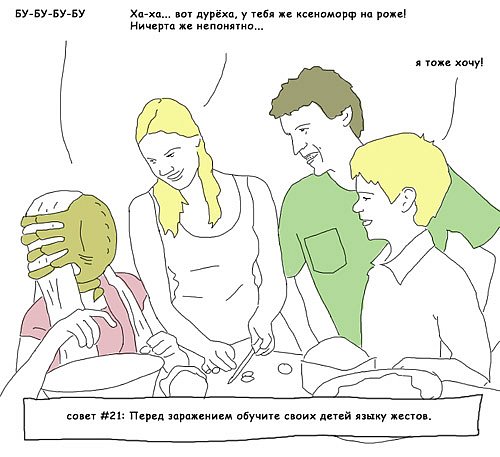 БУ-БУ-БУ-БУ
Ха-ха... вот дурёха, у тебя же ксеноморф на роже!
Ничерта же непонятно...
я тоже хочу!
совет #21: Перед заражением обучите своих детей языку жестов.